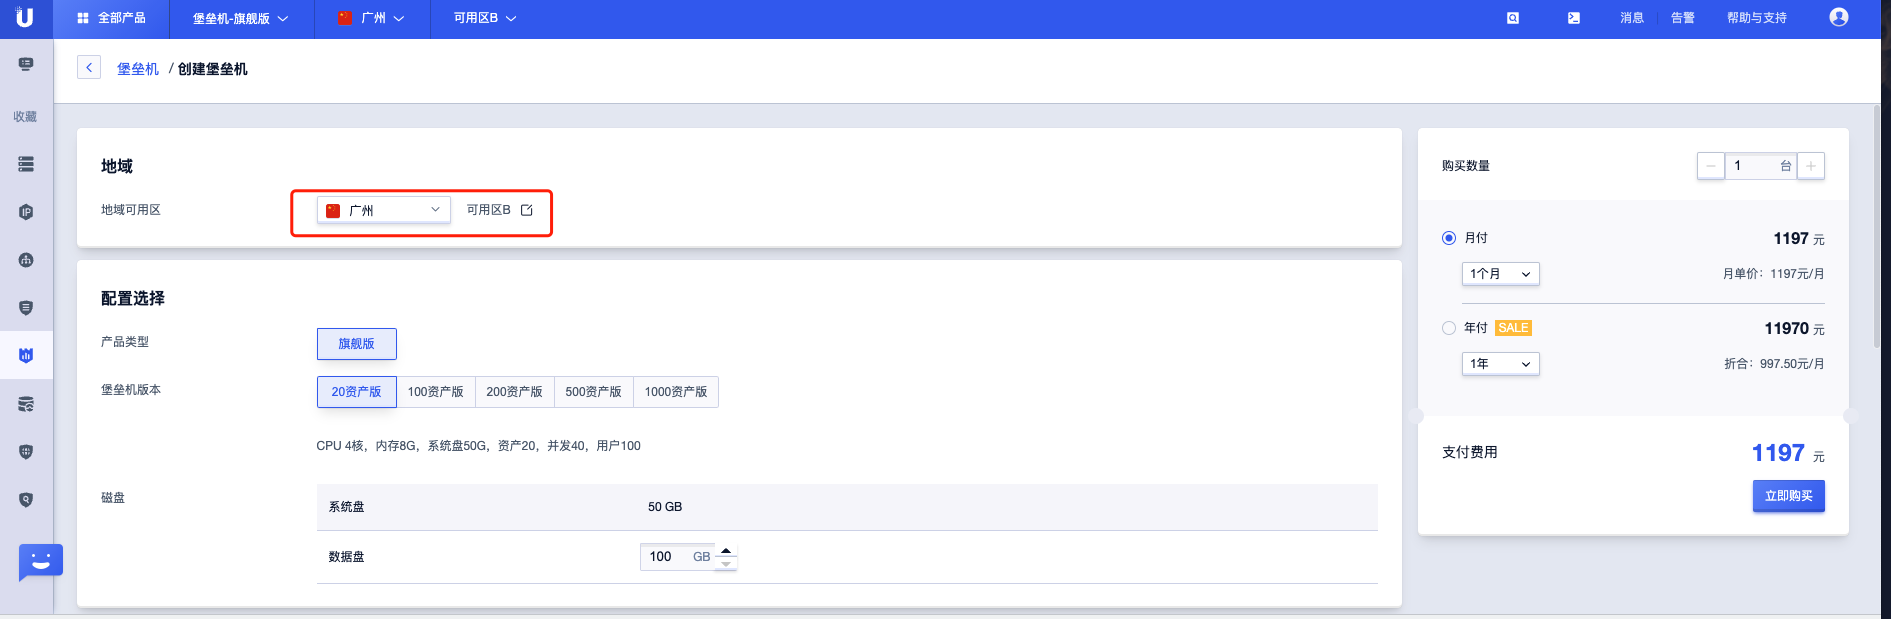 全部产品
堡垒机-旗舰版
广州
可用区B
消息
告警
帮助与支持
堡垒机 / 创建堡垒机
收藏
地域
地域可用区
广州
可用区B
配置选择
产品类型
旗舰版
堡垒机版本
20资产版
100资产版
200资产版
500资产版
1000资产版
CPU 4核，内存8G，系统盘50G，资产20，并发40，用户100
磁盘
系统盘
50 GB
数据盘
100 GB
购买数量
1 台
月付
1197 元
1个月
月单价：1197元/月
年付 SALE
11970 元
1年
折合：997.50元/月
支付费用
1197 元
立即购买